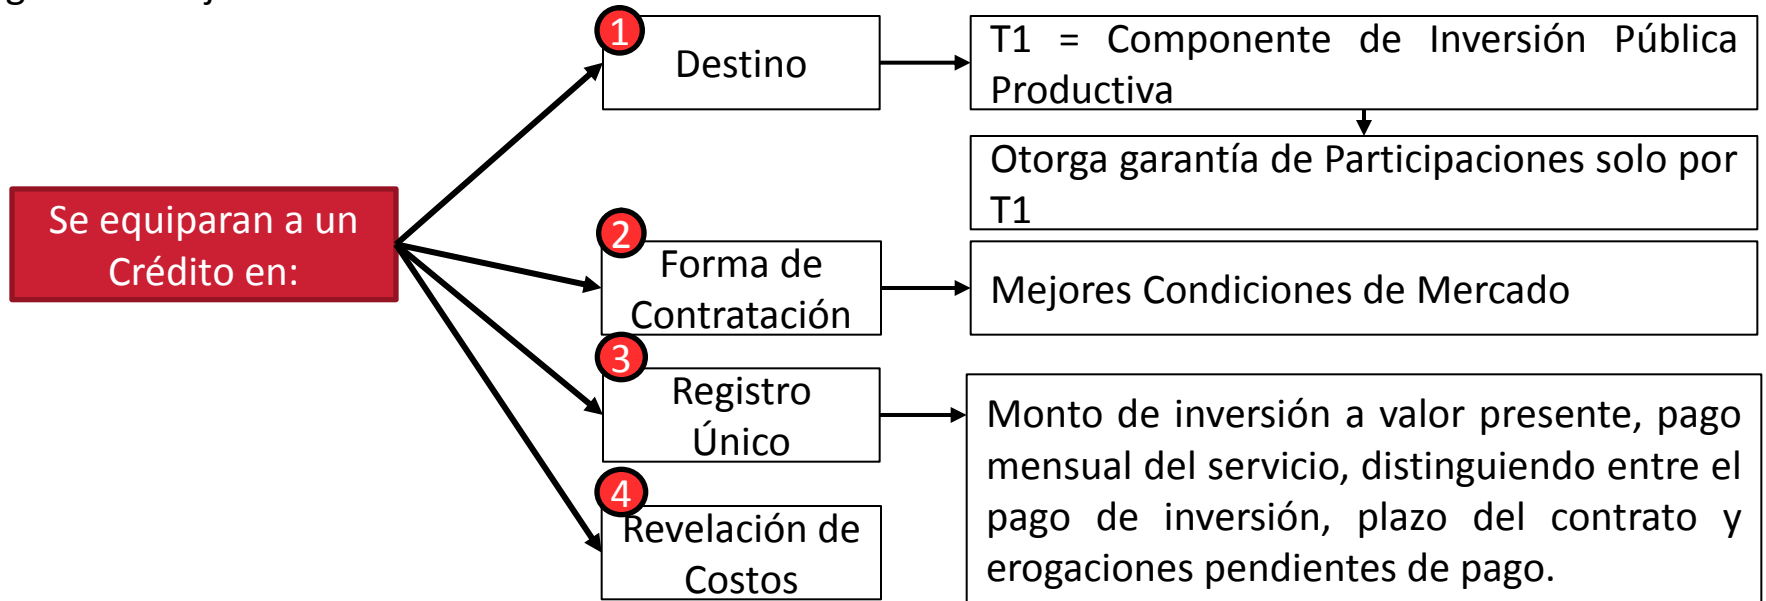 Se equiparan a un
Crédito en:
1
Destino
T1 = Componente de Inversión Pública
Productiva
Otorga garantía de Participaciones solo por
T1
2
Forma de
Contratación
Mejores Condiciones de Mercado
3
Registro
Único
Monto de inversión a valor presente, pago
mensual del servicio, distinguiendo entre el
pago de inversión, plazo del contrato y
erogaciones pendientes de pago.
4
Revelación de
Costos